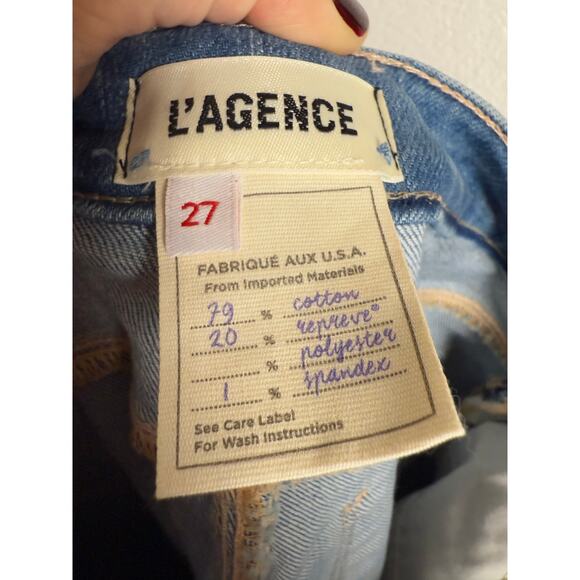 L'AGENCE
27
FABRIQUÉ AUX U.S.A.
From Imported Materials
79 % cotton
20 % repreve®
% polyester
1 % spandex
See Care Label
For Wash Instructions